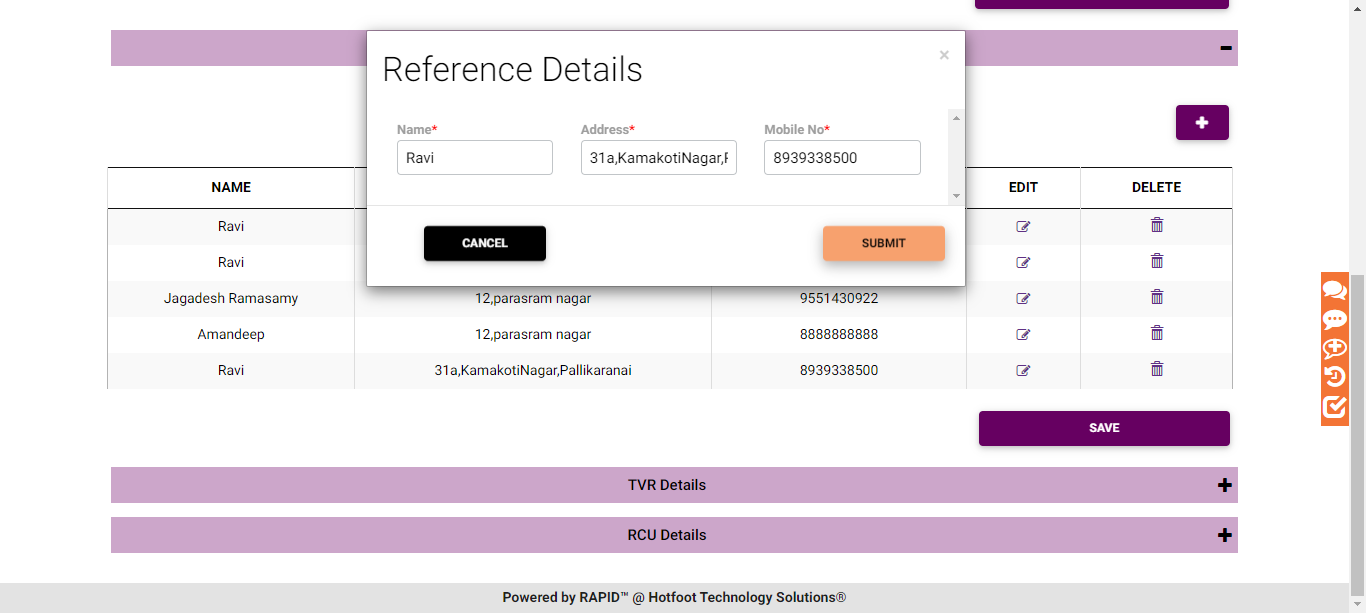 Reference Details
×
Name* Address* Mobile No*
Ravi 31a,KamakotiNagar, 8939338500
CANCEL SUBMIT
NAME EDIT DELETE
Ravi
Ravi
Jagadesh Ramasamy 12,parasram nagar 9551430922
Amandeep 12,parasram nagar 8888888888
Ravi 31a,KamakotiNagar,Pallikaranai 8939338500
SAVE
TVR Details
RCU Details
Powered by RAPID™ @ Hotfoot Technology Solutions®